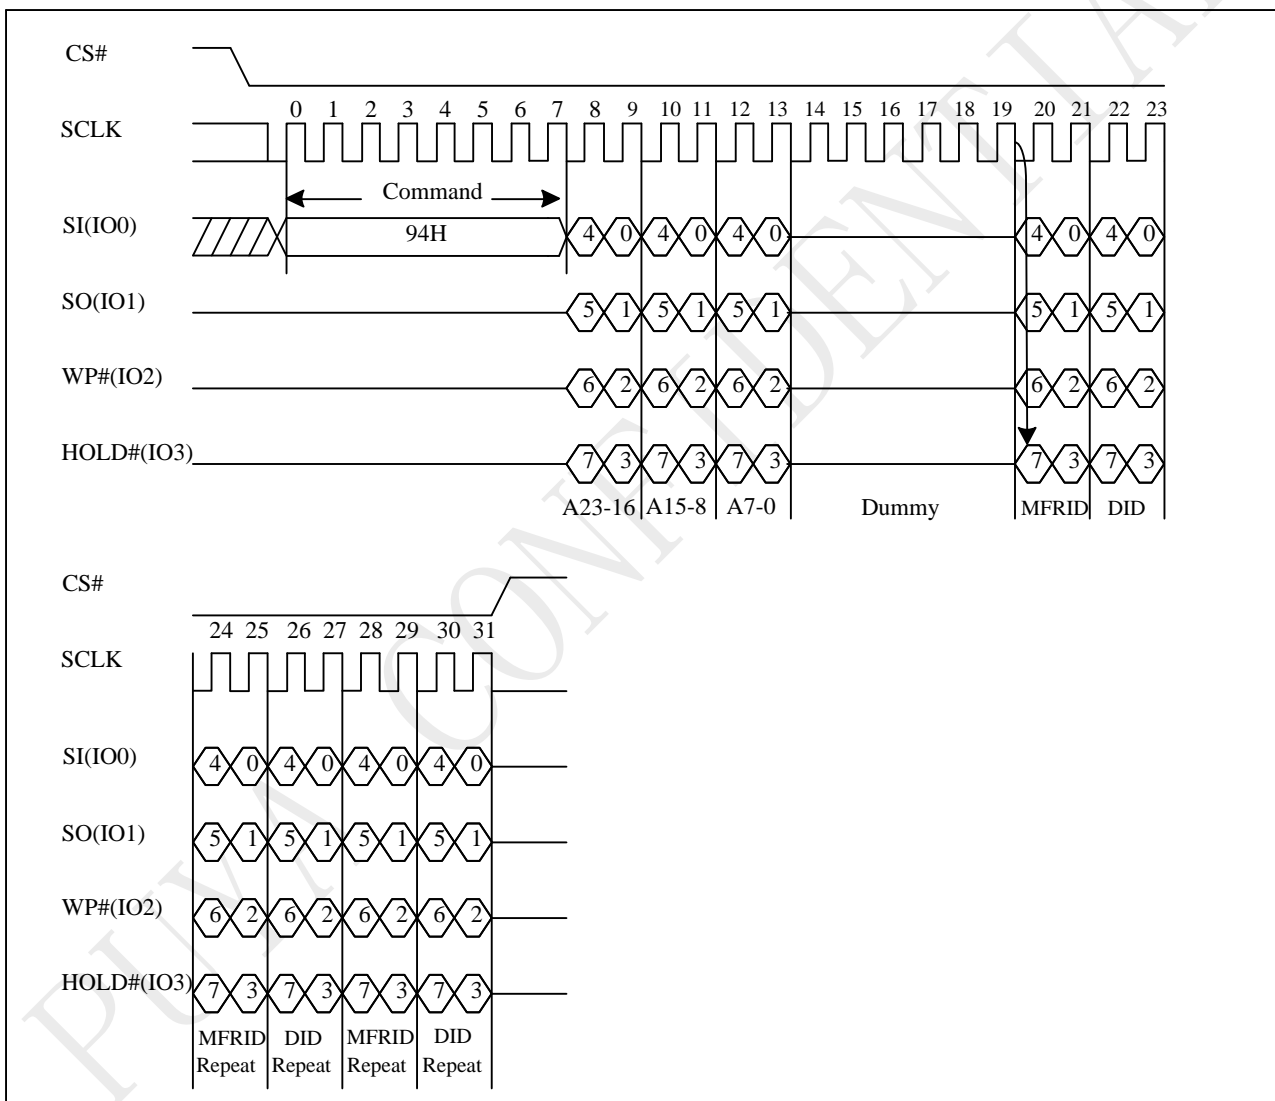 CS#
0 1 2 3 4 5 6 7 8 9 10 11 12 13 14 15 16 17 18 19 20 21 22 23
SCLK
Command
SI(IO0) 94H 4 0 4 0 4 0 4 0 4 0
SO(IO1) 5 1 5 1 5 1 5 1 5 1
WP#(IO2) 6 2 6 2 6 2 6 2 6 2
HOLD#(IO3) 7 3 7 3 7 3 7 3 7 3
A23-16 A15-8 A7-0 Dummy MFRID DID
CS#
24 25 26 27 28 29 30 31
SCLK
SI(IO0) 4 0 4 0 4 0 4 0
SO(IO1) 5 1 5 1 5 1 5 1
WP#(IO2) 6 2 6 2 6 2 6 2
HOLD#(IO3) 7 3 7 3 7 3 7 3
MFRID DID MFRID DID
Repeat Repeat Repeat Repeat
PUYA CONFIDENTIAL